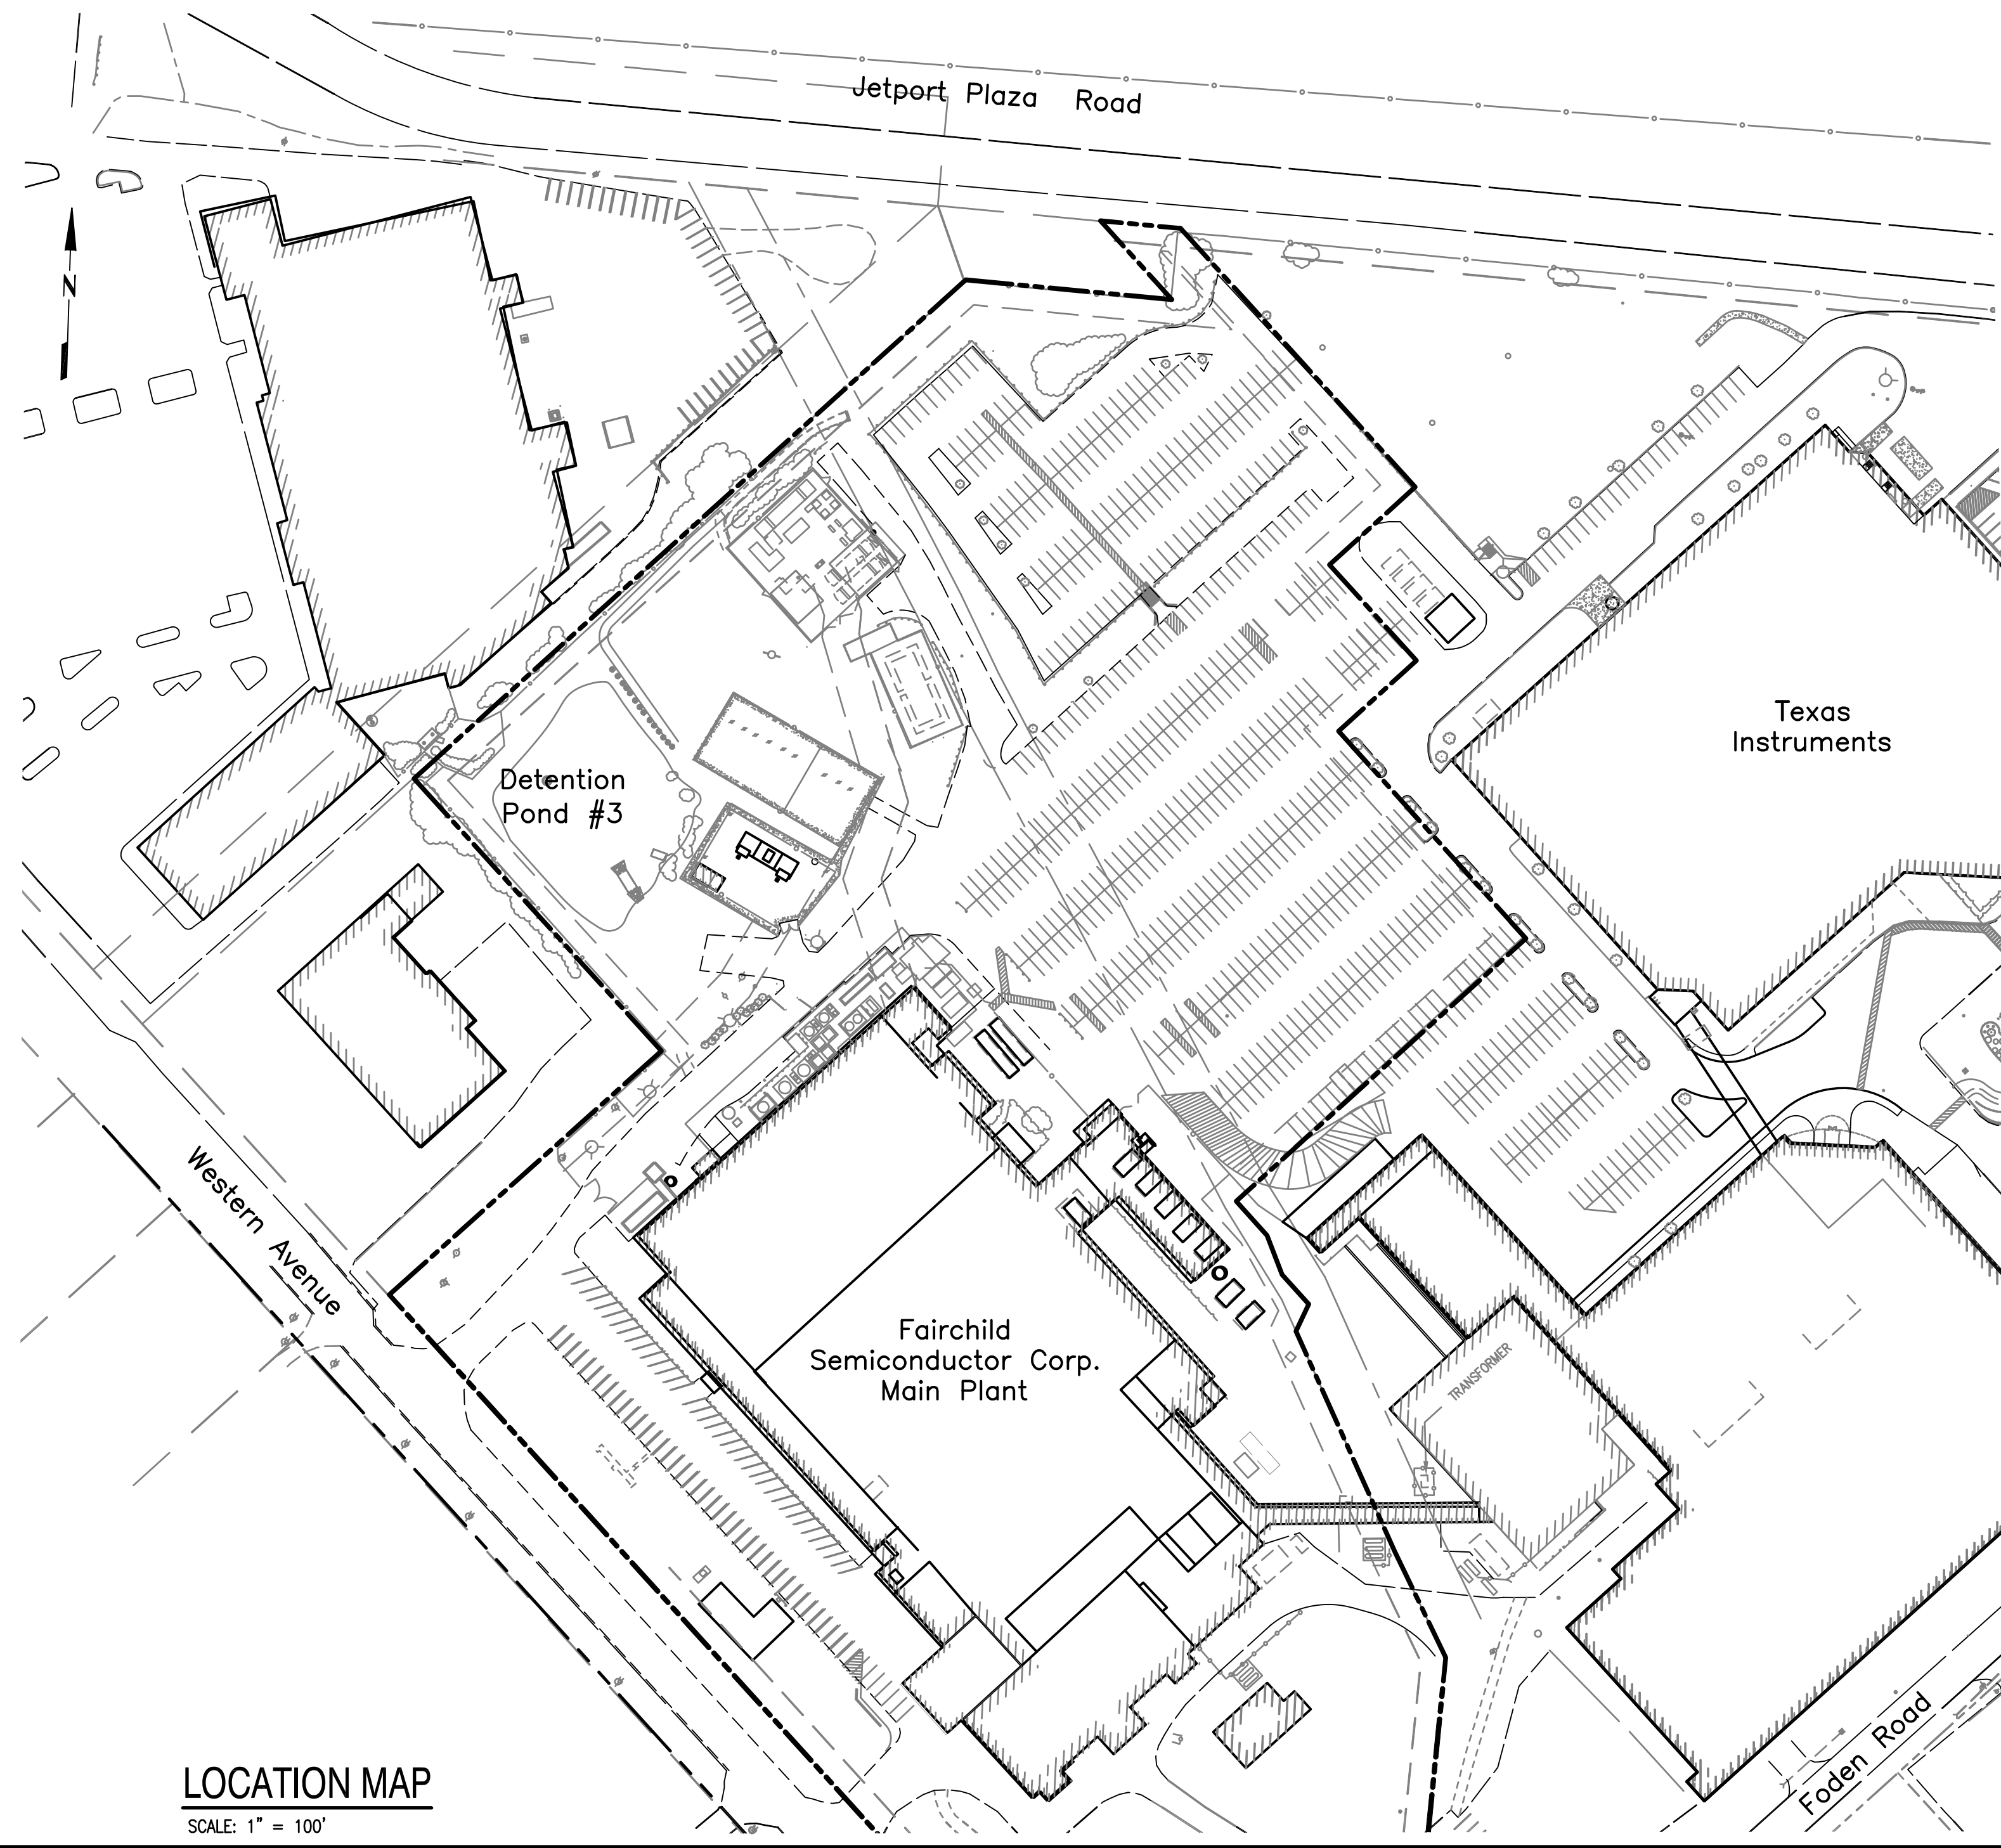 Jetport Plaza Road
N
Texas
Instruments
Detention
Pond #3
Western Avenue
Fairchild
Semiconductor Corp.
Main Plant
TRANSFORMER
Foden Road
LOCATION MAP
SCALE: 1" = 100'